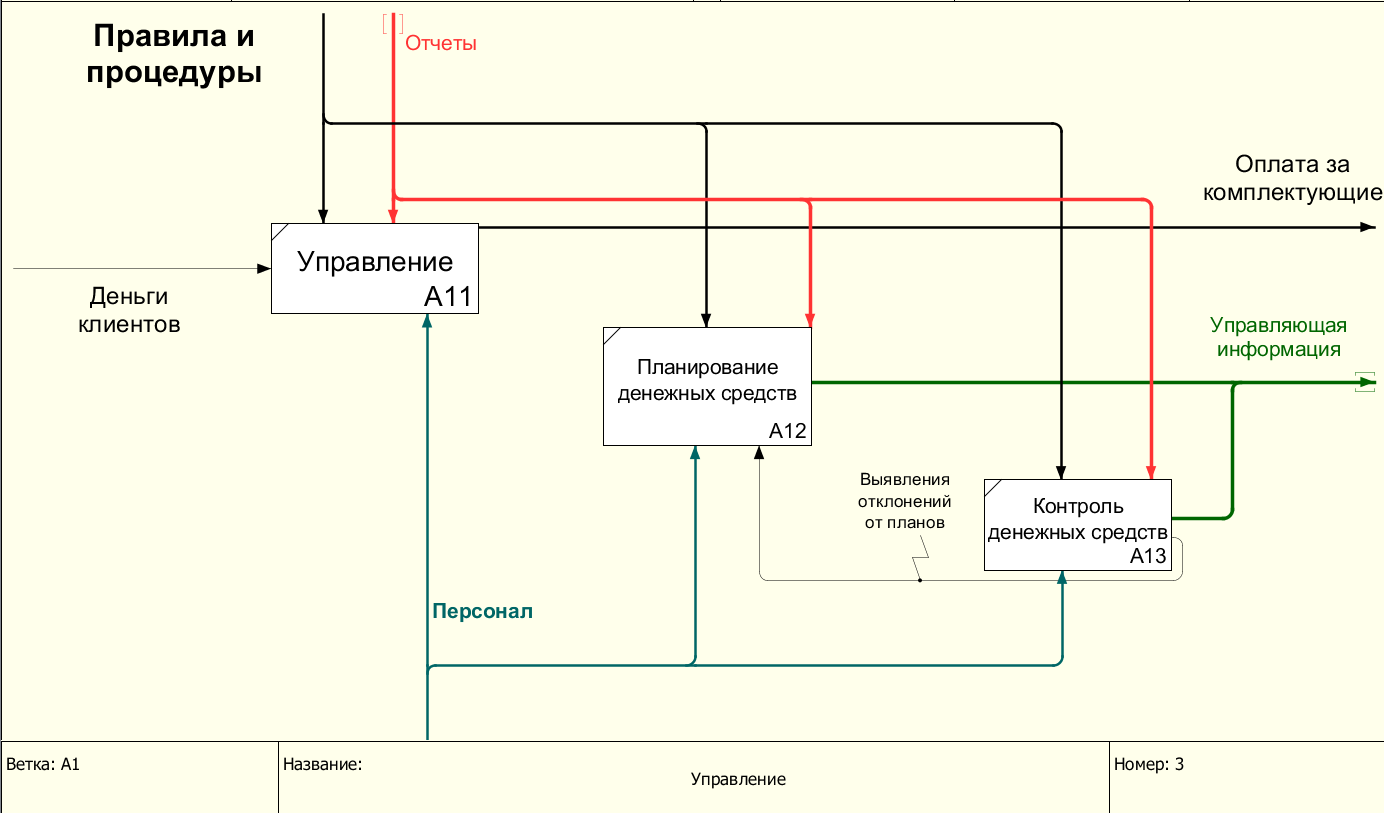 Правила и
процедуры
Отчеты
Оплата за
комплектующие
Управление
A11
Деньги
клиентов
Управляющая
информация
Планирование
денежных средств
A12
Выявления
отклонений
от планов
Контроль
денежных средств
A13
Персонал
Ветка: A1
Название:
Управление
Номер: 3